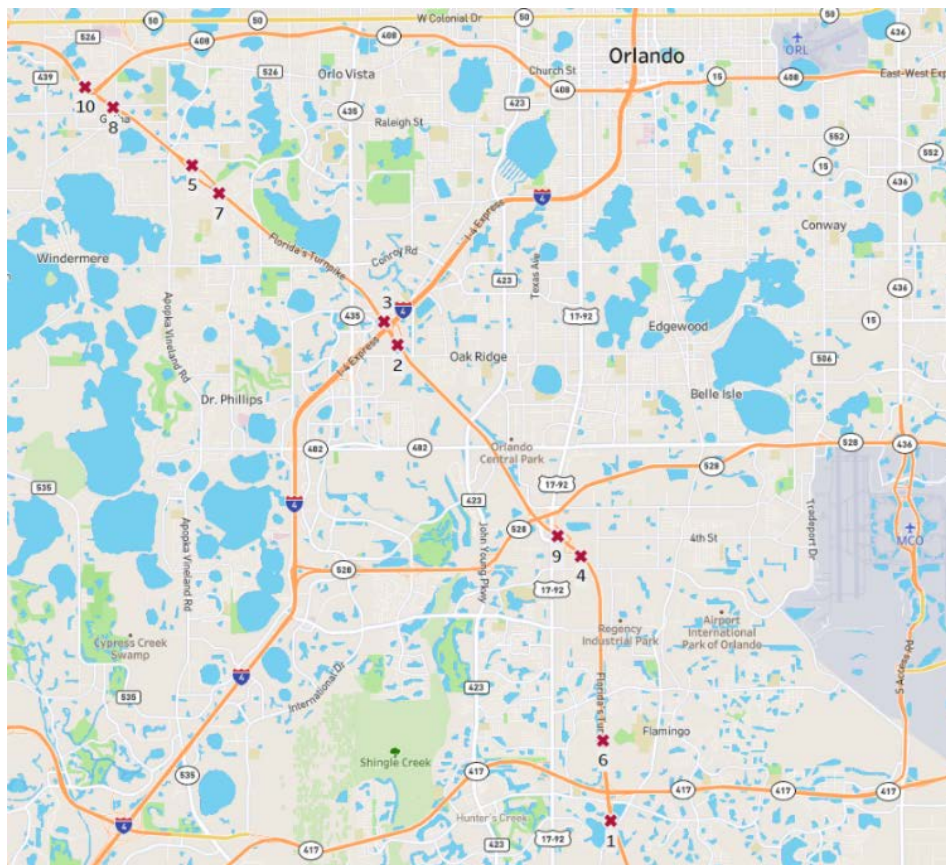 50
W Colonial Dr
50
50
436
526
408
408
ORL
439
526
Orlo Vista
Orlando
Church St
15
408
East-West Exp
10
8
423
408
435
Raleigh St
552
552
15
436
5
7
4
I-4 Express
Florida's Turnpike
Conroy Rd
Conway
Windermere
423
Texas Ave
436
3
4
435
17-92
15
Edgewood
Apopka Vineland Rd
I-4 Express
2
Oak Ridge
506
Dr. Phillips
Belle Isle
482
482
Orlando
Central Park
528
436
528
535
17-92
423
4
John Young Pkwy
528
Tradeport Dr
MCO
9
4th St
Apopka Vineland Rd
528
4
17-92
Regency
Industrial Park
Airport
International
Park of Orlando
Cypress Creek
Swamp
S Access Rd
4
International Dr
423
535
Florida's Tur
Flamingo
6
Shingle Creek
535
417
417
417
4
Hunter's Creek
417
423
17-92
1